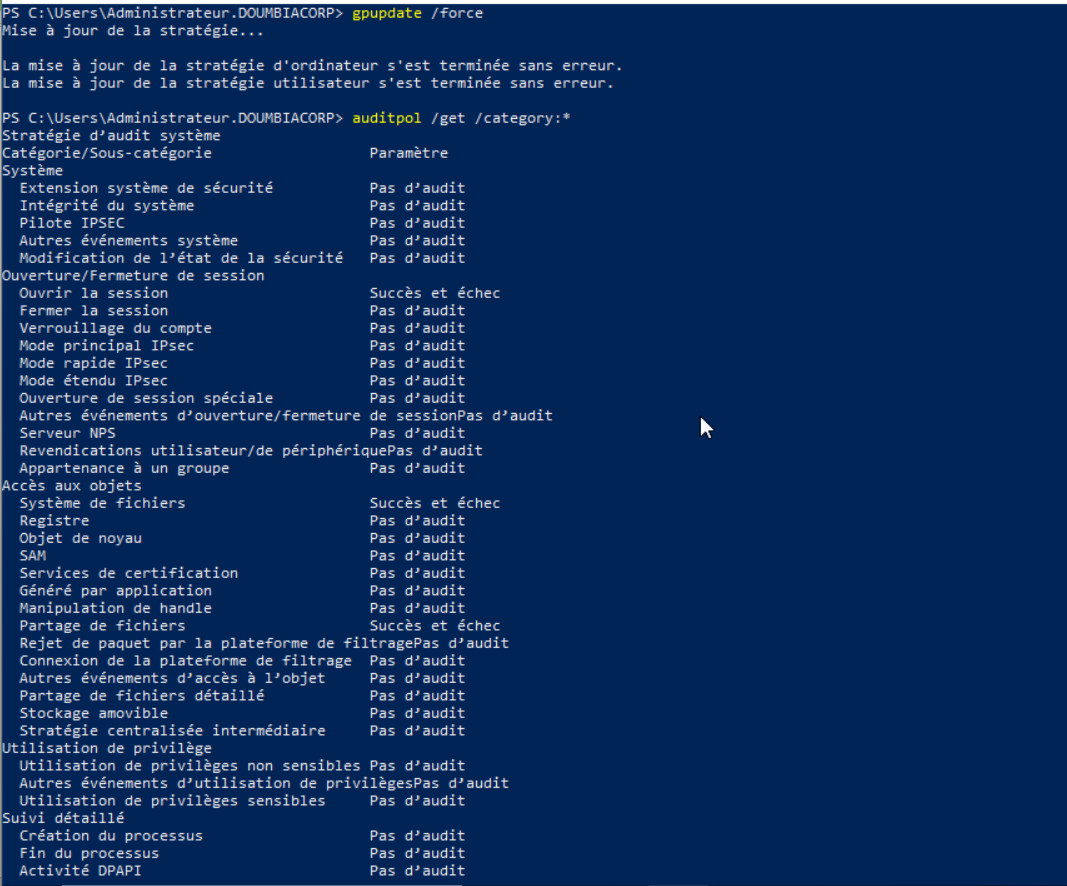 PS C:\Users\Administrateur.DOUMBIACORP> gpupdate /force
Mise à jour de la stratégie...
La mise à jour de la stratégie d'ordinateur s'est terminée sans erreur.
La mise à jour de la stratégie utilisateur s'est terminée sans erreur.
PS C:\Users\Administrateur.DOUMBIACORP> auditpol /get /category:*
Stratégie d’audit système
Catégorie/Sous-catégorie Paramètre
Système
Extension système de sécurité Pas d’audit
Intégrité du système Pas d’audit
Pilote IPSEC Pas d’audit
Autres événements système Pas d’audit
Modification de l’état de la sécurité Pas d’audit
Ouverture/Fermeture de session
Ouvrir la session Succès et échec
Fermer la session Pas d’audit
Verrouillage du compte Pas d’audit
Mode principal IPsec Pas d’audit
Mode rapide IPsec Pas d’audit
Mode étendu IPsec Pas d’audit
Ouverture de session spéciale Pas d’audit
Autres événements d’ouverture/fermeture de sessionPas d’audit
Serveur NPS Pas d’audit
Revendications utilisateur/de périphériquePas d’audit
Appartenance à un groupe Pas d’audit
Accès aux objets
Système de fichiers Succès et échec
Registre Pas d’audit
Objet de noyau Pas d’audit
SAM Pas d’audit
Services de certification Pas d’audit
Généré par application Pas d’audit
Manipulation de handle Pas d’audit
Partage de fichiers Succès et échec
Rejet de paquet par la plateforme de filtragePas d’audit
Connexion de la plateforme de filtrage Pas d’audit
Autres événements d’accès à l’objet Pas d’audit
Partage de fichiers détaillé Pas d’audit
Stockage amovible Pas d’audit
Stratégie centralisée intermédiaire Pas d’audit
Utilisation de privilège
Utilisation de privilèges non sensibles Pas d’audit
Autres événements d’utilisation de privilègesPas d’audit
Utilisation de privilèges sensibles Pas d’audit
Suivi détaillé
Création du processus Pas d’audit
Fin du processus Pas d’audit
Activité DPAPI Pas d’audit